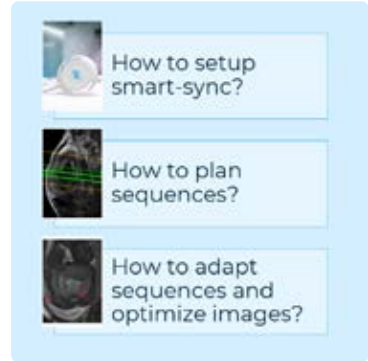 How to setup
smart-sync?
How to plan
sequences?
How to adapt
sequences and
optimize images?